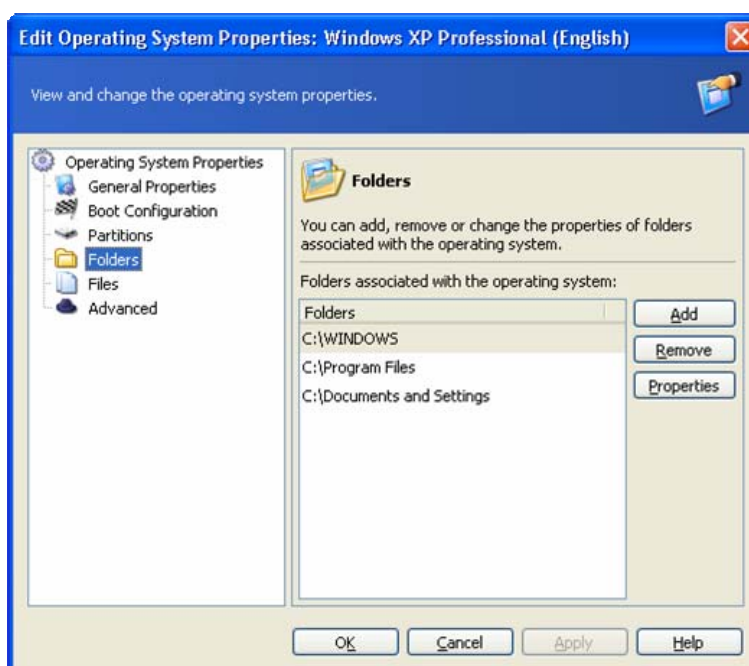 Edit Operating System Properties: Windows XP Professional (English)
View and change the operating system properties.
Operating System Properties
General Properties
Boot Configuration
Partitions
Folders
Files
Advanced
Folders
You can add, remove or change the properties of folders
associated with the operating system.
Folders associated with the operating system:
Folders
C:\WINDOWS
C:\Program Files
C:\Documents and Settings
Add
Remove
Properties
OK
Cancel
Apply
Help